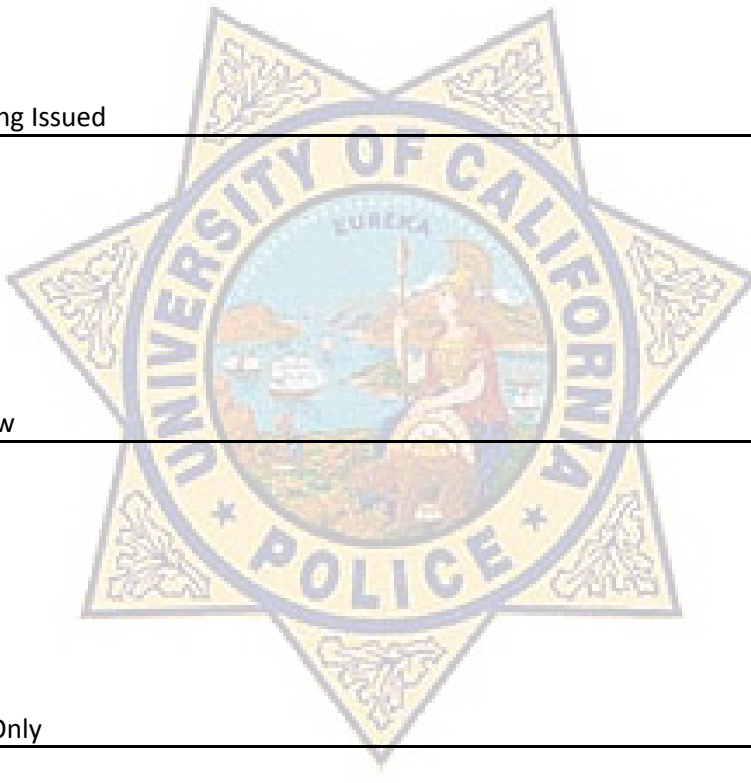 ng Issued
UNIVERSITY OF CALIFORNIA
EUREKA
w
* POLICE *
Only